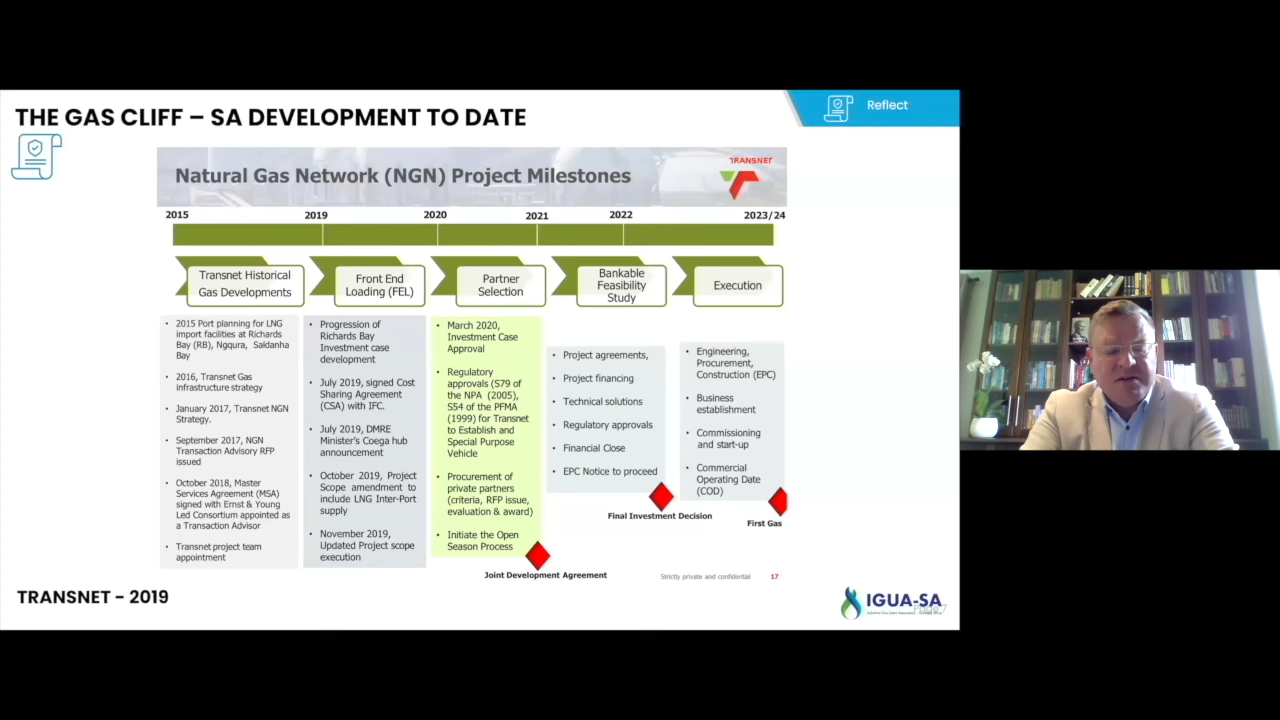 THE GAS CLIFF – SA DEVELOPMENT TO DATE
Reflect
Natural Gas Network (NGN) Project Milestones
TRANSNET
2015
2019
2020
2021
2022
2023/24
Transnet Historical
Gas Developments
Front End
Loading (FEL)
Partner
Selection
Bankable
Feasibility
Study
Execution
• 2015 Port planning for LNG
import facilities at Richards
Bay (RB), Ngqura, Saldanha
Bay
• 2016, Transnet Gas
infrastructure strategy
• January 2017, Transnet NGN
Strategy.
• September 2017, NGN
Transaction Advisory RFP
issued
• October 2018, Master
Services Agreement (MSA)
signed with Ernst & Young
Led Consortium appointed as
a Transaction Advisor
• Transnet project team
appointment
• Progression of
Richards Bay
Investment case
development
• July 2019, signed Cost
Sharing Agreement
(CSA) with IFC.
• July 2019, DMRE
Minister's Coega hub
announcement
• October 2019, Project
Scope amendment to
include LNG Inter-Port
supply
• November 2019,
Updated Project scope
execution
• March 2020,
Investment Case
Approval
• Regulatory
approvals (S79 of
the NPA (2005),
S54 of the PFMA
(1999) for Transnet
to Establish and
Special Purpose
Vehicle
• Procurement of
private partners
(criteria, RFP issue,
evaluation & award)
• Initiate the Open
Season Process
• Project agreements,
• Project financing
• Technical solutions
• Regulatory approvals
• Financial Close
• EPC Notice to proceed
• Engineering,
Procurement,
Construction (EPC)
• Business
establishment
• Commissioning
and start-up
• Commercial
Operating Date
(COD)
Final Investment Decision
First Gas
Joint Development Agreement
Strictly private and confidential 17
TRANSNET - 2019
IGUA-SA